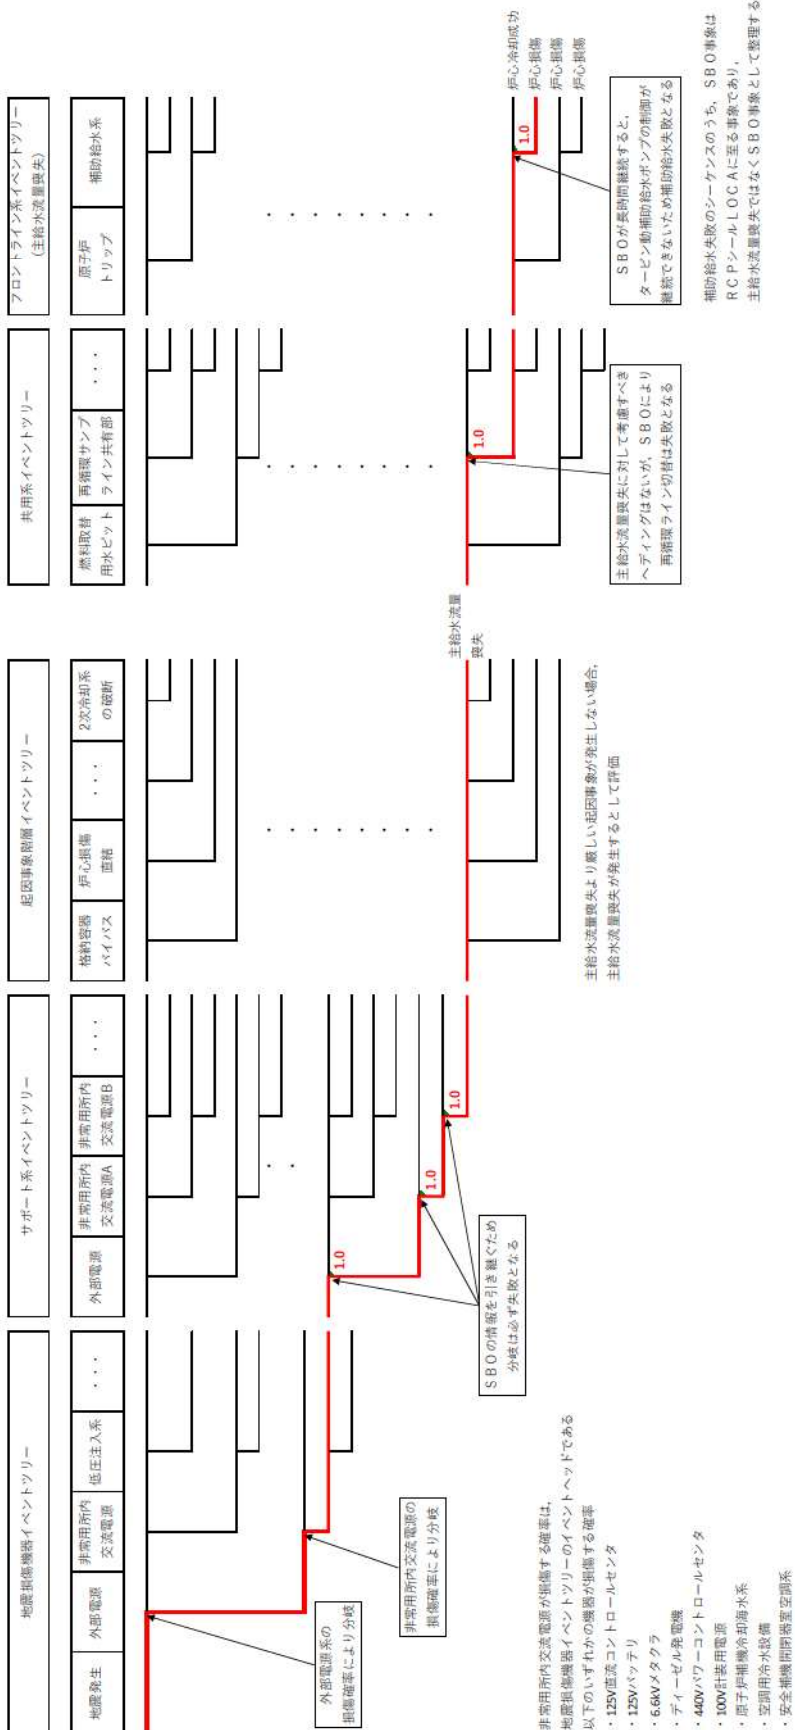 地震損傷機器イベントツリー
地震発生
外部電源
非常用所内
交流電源
低圧注入系
・・・
外部電源系の
損傷確率により分岐
非常用所内交流電源の
損傷確率により分岐
非常用所内交流電源が損傷する確率は，
地震損傷機器イベントツリーのイベントヘッドである
以下のいずれかの機器が損傷する確率
・125V直流コントロールセンタ
・125Vバッテリ
・6.6kVメタクラ
・ディーゼル発電機
・440Vパワーコントロールセンタ
・100V計装用電源
・原子炉補機冷却海水系
・空調用冷水設備
・安全補機開閉器室空調系
サポート系イベントツリー
外部電源
非常用所内
交流電源A
非常用所内
交流電源B
・・・
1.0
1.0
1.0
ＳＢＯの情報を引き継ぐため
分岐は必ず失敗となる
起因事象階層イベントツリー
格納容器
バイパス
炉心損傷
直結
・・・
2次冷却系
の破断
主給水流量
喪失
主給水流量喪失より厳しい起因事象が発生しない場合，
主給水流量喪失が発生するとして評価
共用系イベントツリー
燃料取替
用水ピット
再循環サンプ
ライン共有部
・・・
1.0
主給水流量喪失に対して考慮すべき
ヘディングはないが、ＳＢＯにより
再循環ライン切替は失敗となる
フロントライン系イベントツリー
（主給水流量喪失）
原子炉
トリップ
補助給水系
1.0
炉心冷却成功
炉心損傷
炉心損傷
炉心損傷
ＳＢＯが長時間継続すると，
タービン動補助給水ポンプの制御が
継続できないため補助給水失敗となる
補助給水失敗のシーケンスのうち、ＳＢＯ事象は
ＲＣＰシールＬＯＣＡに至る事象であり，
主給水流量喪失ではなくＳＢＯ事象として整理する